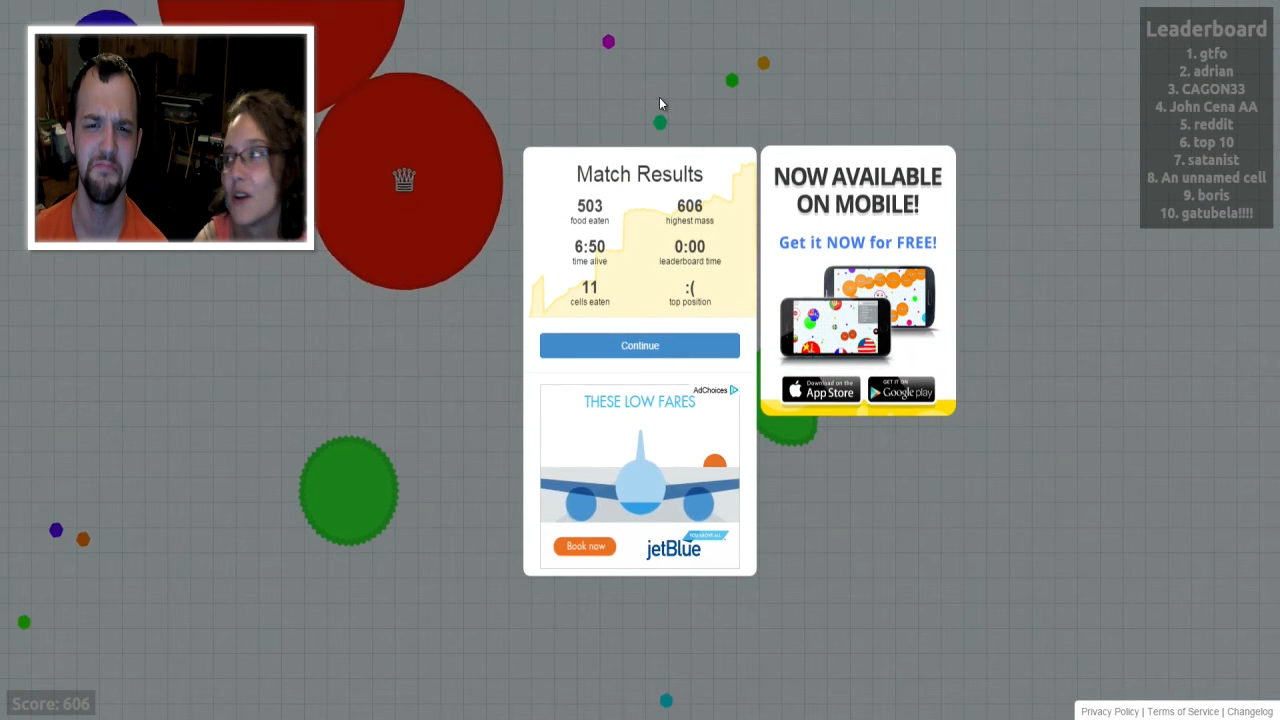 Leaderboard
1. gtfo
2. adrian
3. CAGON33
4. John Cena AA
5. reddit
6. top 10
7. satanist
8. An unnamed cell
9. boris
10. gatubela!!!!
Match Results
503
food eaten
606
highest mass
6:50
time alive
0:00
leaderboard time
11
cells eaten
:(
top position
Continue
AdChoices
THESE LOW FARES
Book now
jetBlue
NOW AVAILABLE
ON MOBILE!
Get it NOW for FREE!
Download on the
App Store
GET IT ON
Google play
Score: 606
Privacy Policy | Terms of Service | Changelog